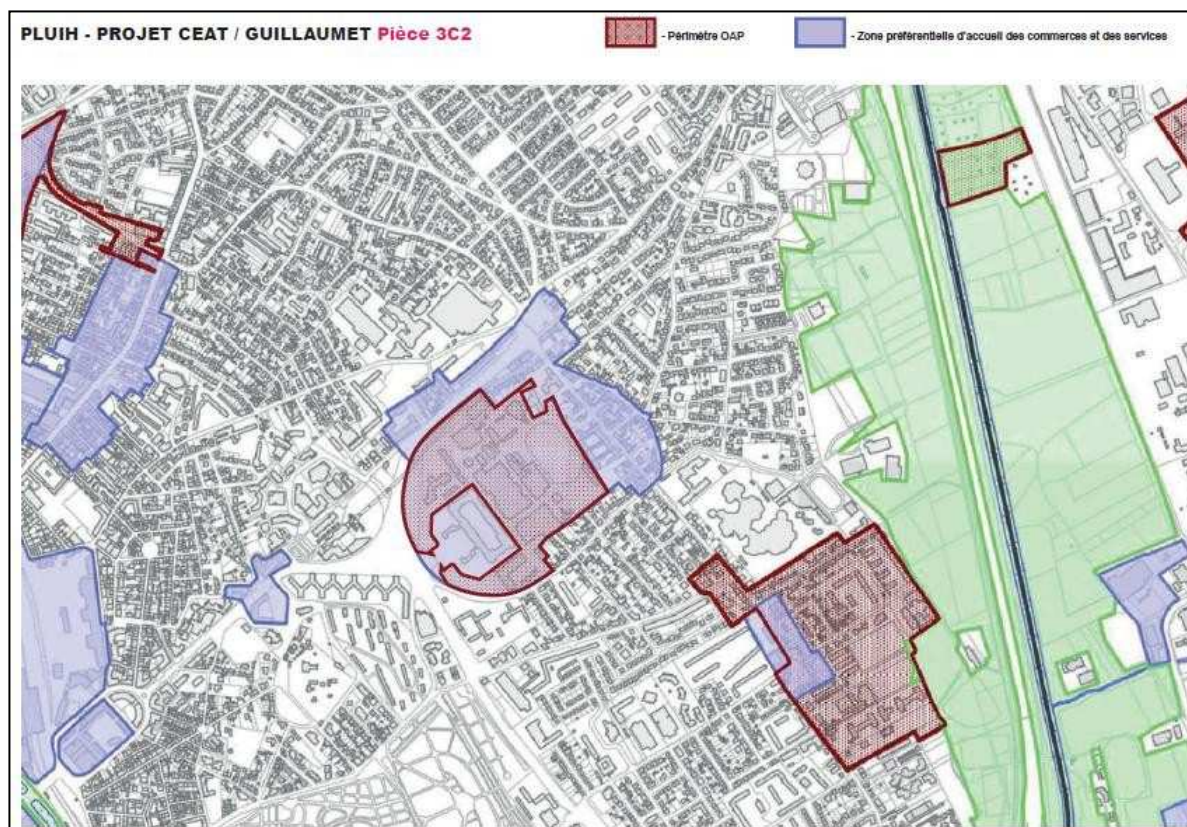 PLUIH - PROJET CEAT / GUILLAUMET Pièce 3C2
- Périmètre OAP
- Zone préférentielle d'accueil des commerces et des services